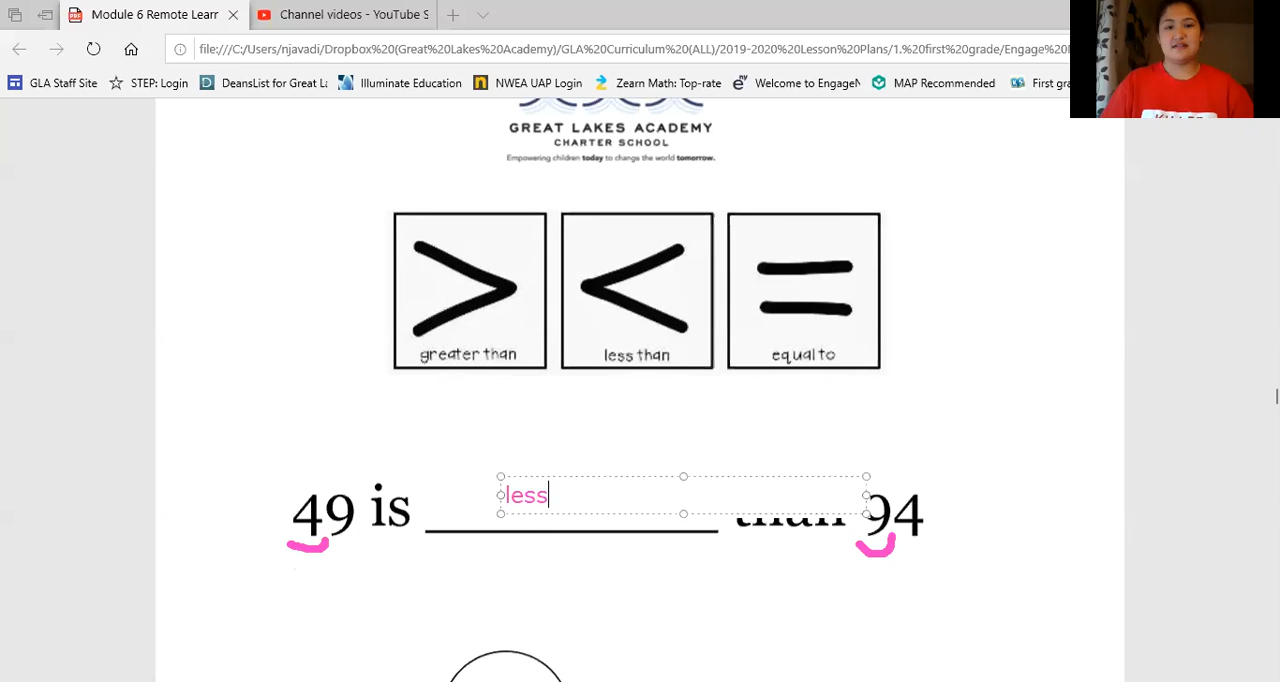 Module 6 Remote Learr
Channel videos - YouTube S
file:///C:/Users/njavadi/Dropbox%20(Great%20Lakes%20Academy)/GLA%20Curriculum%20(ALL)/2019-2020%20Lesson%20Plans/1.%20first%20grade/Engage%20
GLA Staff Site STEP: Login DeansList for Great La Illuminate Education NWEA UAP Login Zearn Math: Top-rate Welcome to EngageN MAP Recommended First gra
GREAT LAKES ACADEMY
CHARTER SCHOOL
Empowering children today to change the world tomorrow.
> < =
greater than less than equal to
less
49 is ____________ than 94